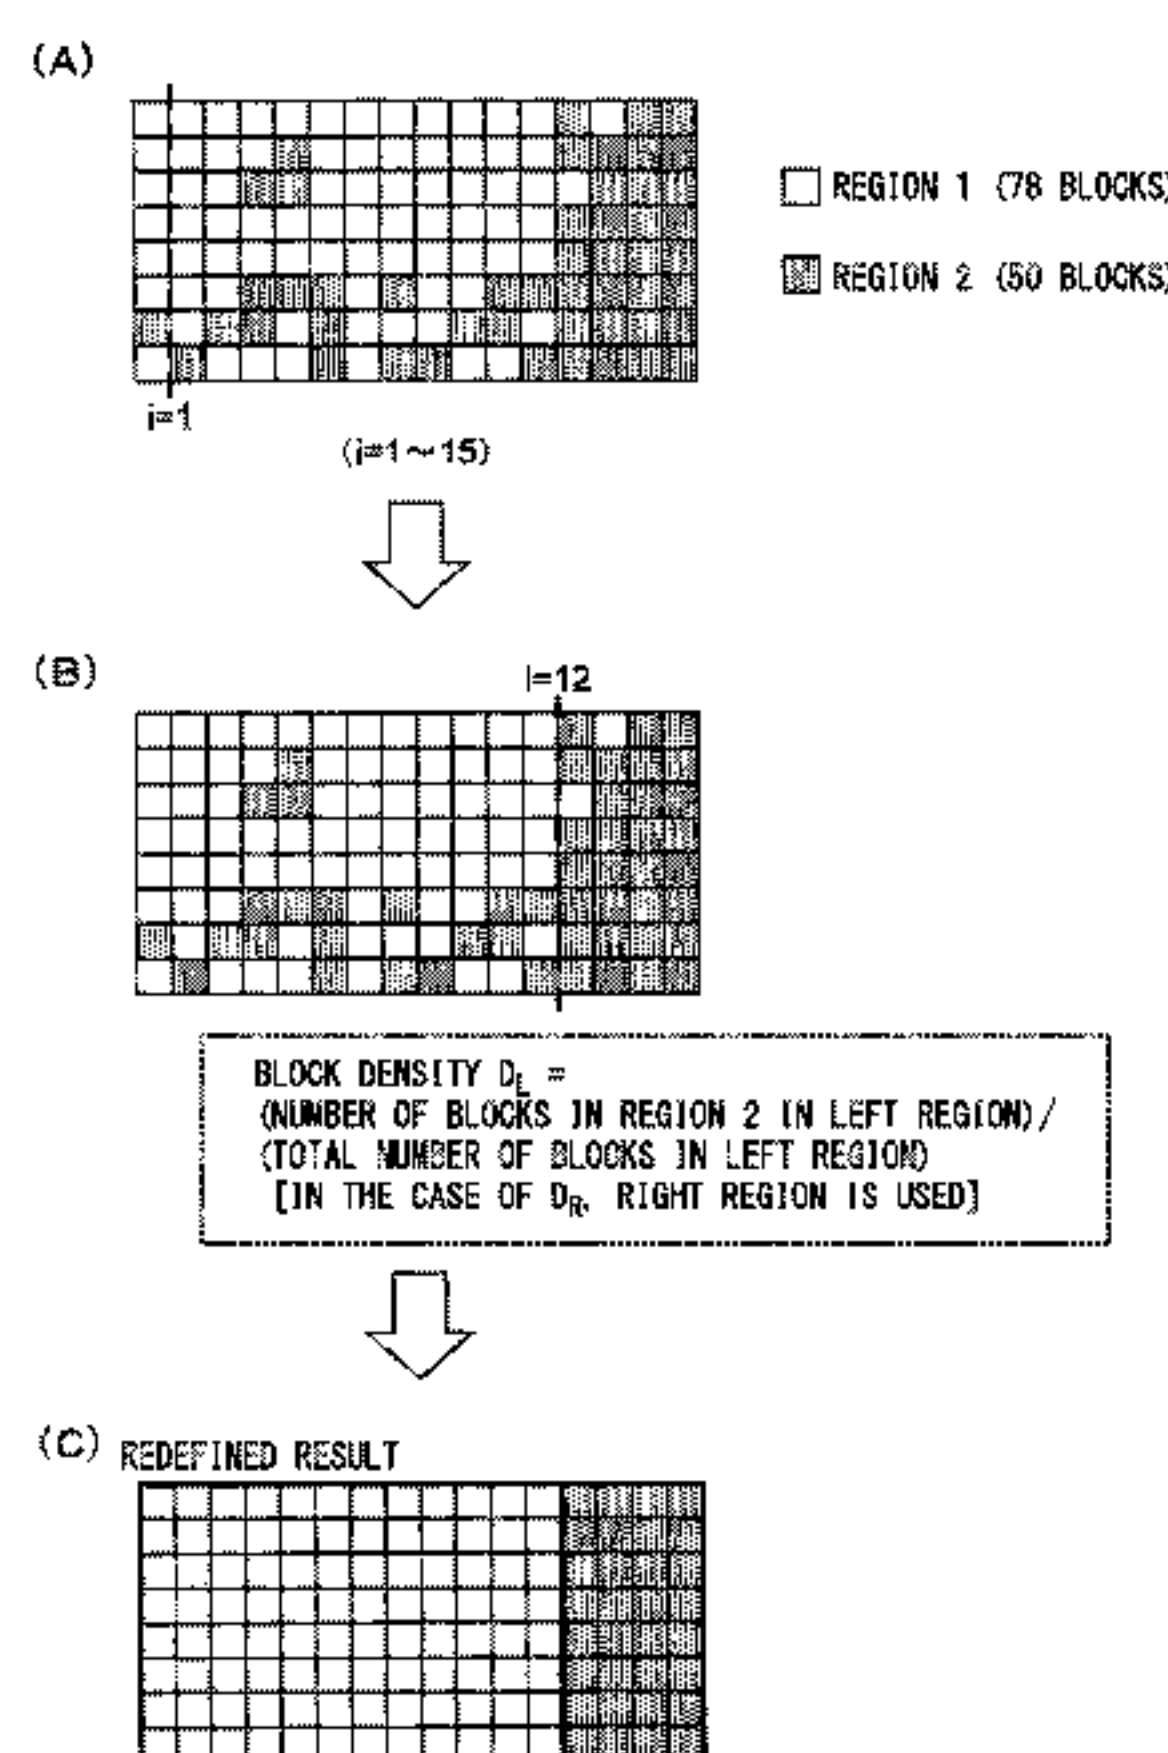 (A)
REGION 1 (78 BLOCKS)
REGION 2 (50 BLOCKS)
i=1
(i=1~15)
(B)
i=12
BLOCK DENSITY DL =
(NUMBER OF BLOCKS IN REGION 2 IN LEFT REGION)/
(TOTAL NUMBER OF BLOCKS IN LEFT REGION)
[IN THE CASE OF DR, RIGHT REGION IS USED]
(C)
REDEFINED RESULT